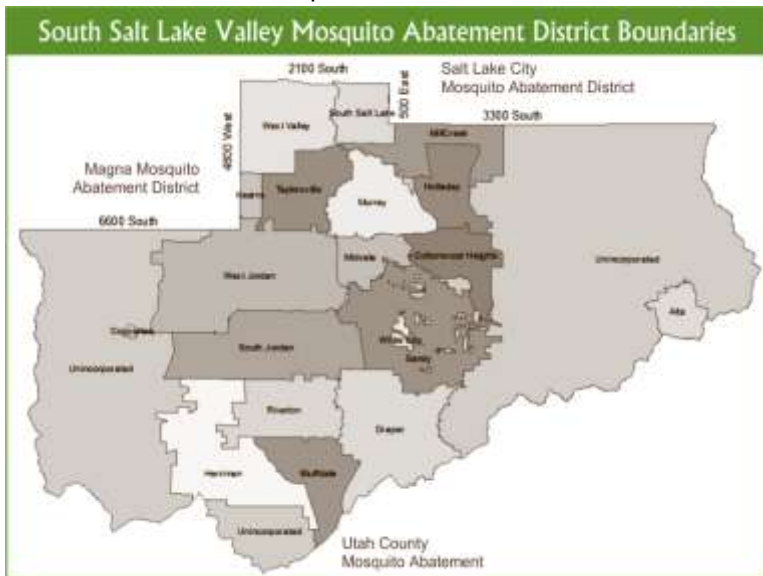 South Salt Lake Valley Mosquito Abatement District Boundaries
2100 South
500 East
Salt Lake City
Mosquito Abatement District
3300 South
4800 West
West Valley
South Salt Lake
Millcreek
Magna Mosquito
Abatement District
Kearns
Taylorsville
Murray
Holladay
6600 South
Midvale
Cottonwood Heights
Unincorporated
West Jordan
Alta
Copperton
South Jordan
White City
Sandy
Unincorporated
Riverton
Draper
Herriman
Bluffdale
Unincorporated
Utah County
Mosquito Abatement